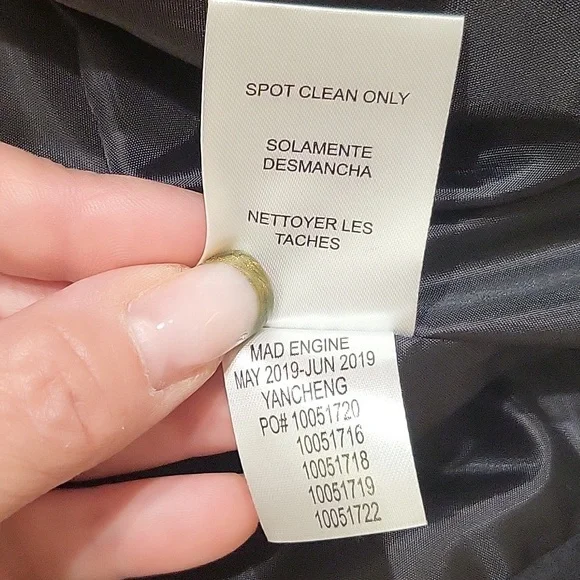 SPOT CLEAN ONLY
SOLAMENTE
DESMANCHA
NETTOYER LES
TACHES
MAD ENGINE
MAY 2019-JUN 2019
YANCHENG
PO# 10051720
10051716
10051718
10051719
10051722